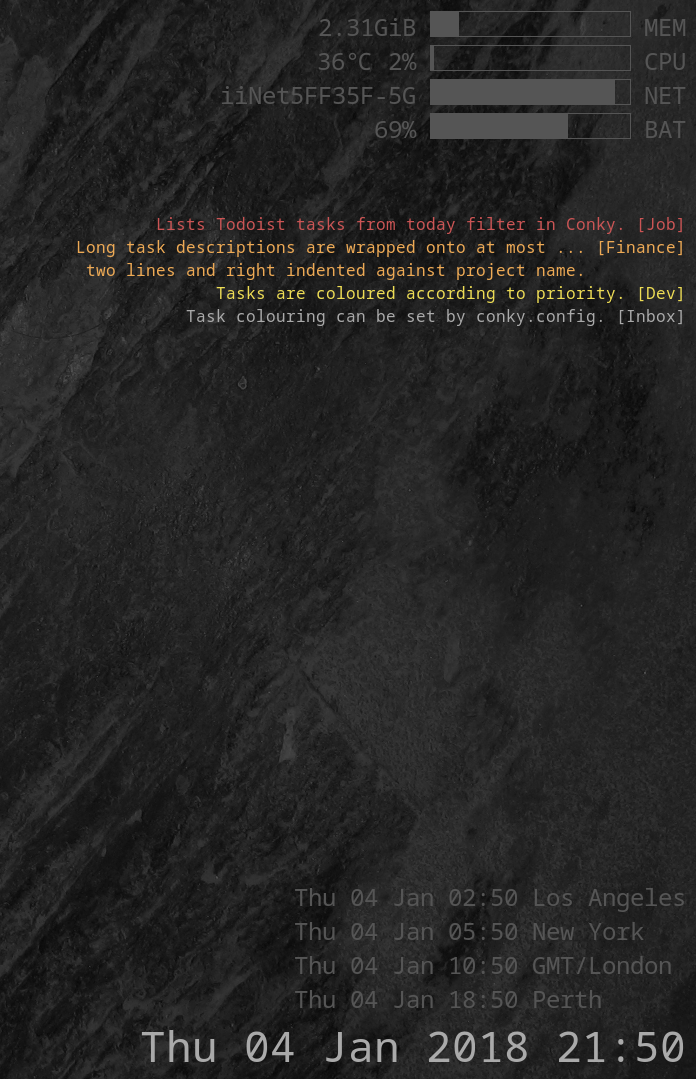 2.31GiB MEM
36°C 2% CPU
iiNet5FF35F-5G NET
69% BAT
Lists Todoist tasks from today filter in Conky. [Job]
Long task descriptions are wrapped onto at most ... [Finance]
two lines and right indented against project name.
Tasks are coloured according to priority. [Dev]
Task colouring can be set by conky.config. [Inbox]
Thu 04 Jan 02:50 Los Angeles
Thu 04 Jan 05:50 New York
Thu 04 Jan 10:50 GMT/London
Thu 04 Jan 18:50 Perth
Thu 04 Jan 2018 21:50